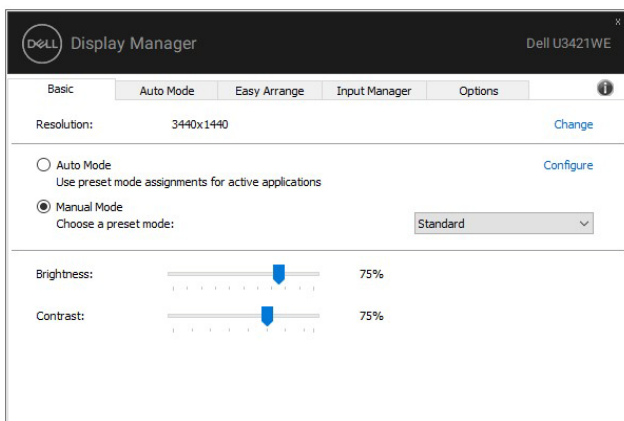 x
DELL Display Manager Dell U3421WE
Basic Auto Mode Easy Arrange Input Manager Options i
Resolution: 3440x1440 Change
Auto Mode Configure
Use preset mode assignments for active applications
Manual Mode
Choose a preset mode: Standard
Brightness: 75%
Contrast: 75%